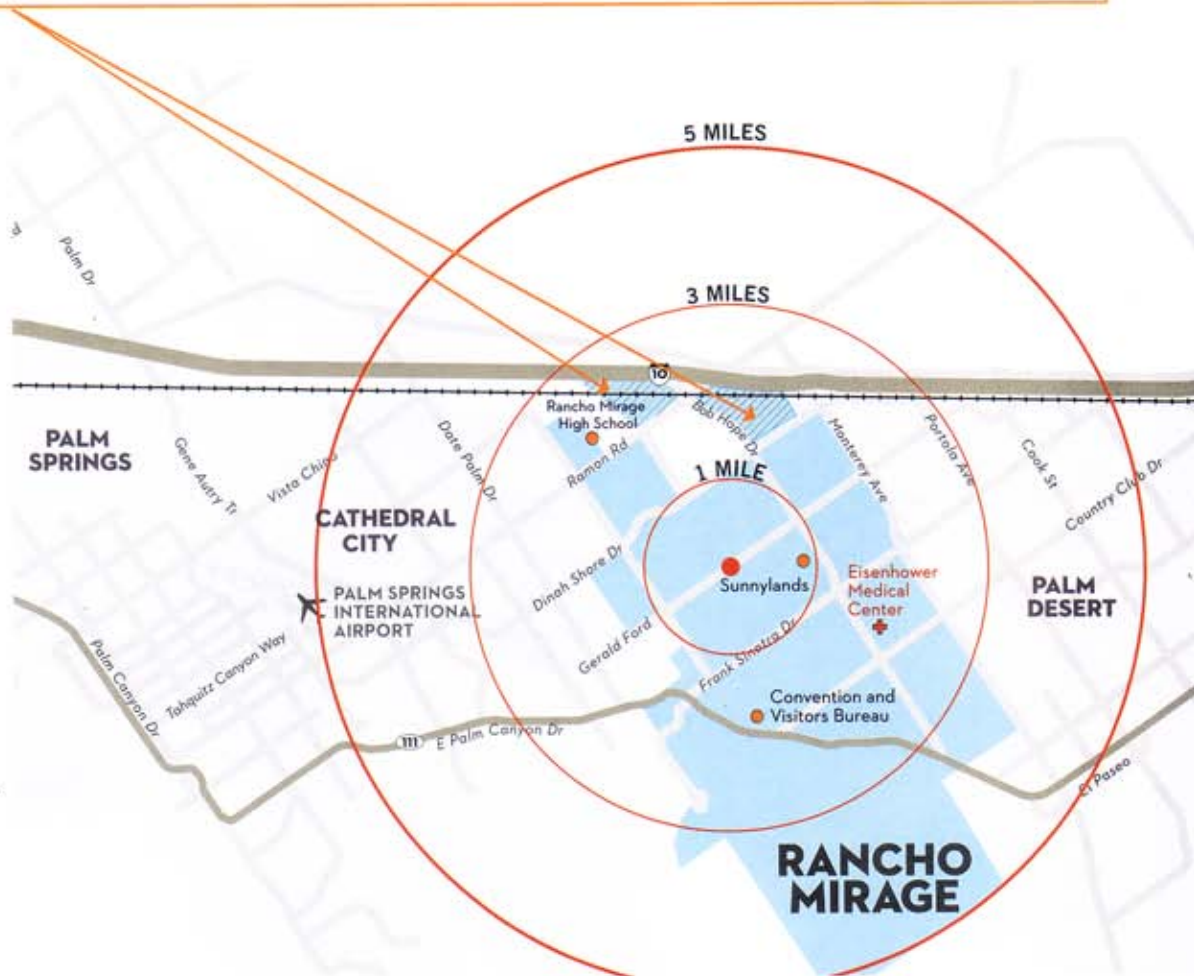 5 MILES
Palm Dr
3 MILES
10
Rancho Mirage
High School
Bob Hope Dr
PALM
SPRINGS
Gene Autry Tr
Vista Chino
Date Palm Dr
Ramon Rd
Monterey Ave
Portola Ave
Cook St
Country Club Dr
1 MILE
CATHEDRAL
CITY
Dinah Shore Dr
Sunnylands
Eisenhower
Medical
Center
PALM
DESERT
PALM SPRINGS
INTERNATIONAL
AIRPORT
Palm Canyon Dr
Tahquitz Canyon Way
Gerald Ford
Frank Sinatra Dr
Convention and
Visitors Bureau
111
E Palm Canyon Dr
El Paseo
RANCHO
MIRAGE